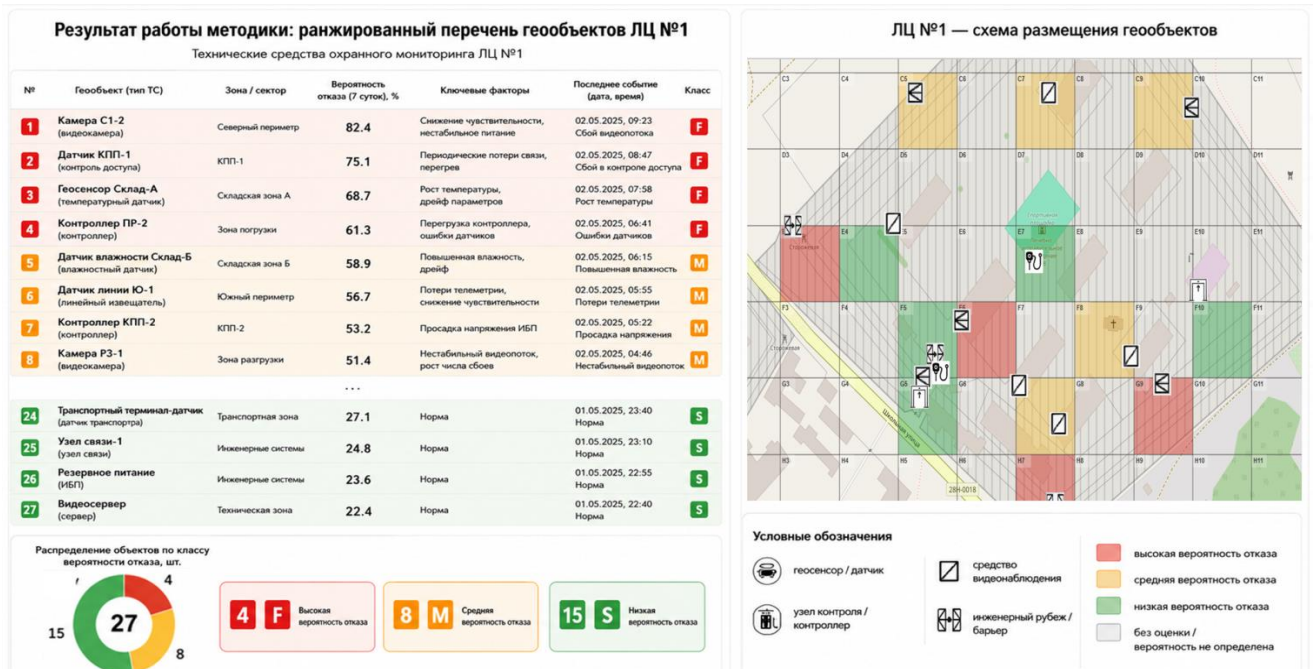 Результат работы методики: ранжированный перечень геообъектов ЛЦ №1
Технические средства охранного мониторинга ЛЦ №1
№ Геообъект (тип ТС) Зона / сектор Вероятность отказа (7 суток), % Ключевые факторы Последнее событие (дата, время) Класс
1 Камера С1-2 Северный периметр 82.4 Снижение чувствительности, 02.05.2025, 09:23 F
(видеокамера) нестабильное питание Сбой видеопотока
2 Датчик КПП-1 КПП-1 75.1 Периодические потери связи, 02.05.2025, 08:47 F
(контроль доступа) перегрев Сбой в контроле доступа
3 Геосенсор Склад-А Складская зона А 68.7 Рост температуры, 02.05.2025, 07:58 F
(температурный датчик) дрейф параметров Рост температуры
4 Контроллер ПР-2 Зона погрузки 61.3 Перегрузка контроллера, 02.05.2025, 06:41 F
(контроллер) ошибки датчиков Ошибки датчиков
5 Датчик влажности Склад-Б Складская зона Б 58.9 Повышенная влажность, 02.05.2025, 06:15 M
(влажностный датчик) дрейф Повышенная влажность
6 Датчик линии Ю-1 Южный периметр 56.7 Потери телеметрии, 02.05.2025, 05:55 M
(линейный извещатель) снижение чувствительности Потери телеметрии
7 Контроллер КПП-2 КПП-2 53.2 Просадка напряжения ИБП 02.05.2025, 05:22 M
(контроллер) Просадка напряжения
8 Камера РЗ-1 Зона разгрузки 51.4 Нестабильный видеопоток, 02.05.2025, 04:46 M
(видеокамера) рост числа сбоев Нестабильный видеопоток
...
24 Транспортный терминал-датчик Транспортная зона 27.1 Норма 01.05.2025, 23:40 S
(датчик транспортра) Норма
25 Узел связи-1 Инженерные системы 24.8 Норма 01.05.2025, 23:10 S
(узел связи) Норма
26 Резервное питание Инженерные системы 23.6 Норма 01.05.2025, 22:55 S
(ИБП) Норма
27 Видеосервер Техническая зона 22.4 Норма 01.05.2025, 22:40 S
(сервер) Норма
Распределение объектов по классу
вероятности отказа, шт.
4
27
15
8
4 F Высокая
вероятность отказа
8 M Средняя
вероятность отказа
15 S Низкая
вероятность отказа
ЛЦ №1 — схема размещения геообъектов
C3 C4 C5 C6 C7 C8 C9 C10 C11
D3 D4 D5 D6 D7 D8 D9 D10 D11
E4 E6 E7 E8 E9 E10 E11
Сторожевая
F3 F4 F5 F7 F8 F9 F10 F11
Сторожевая
G3 G4 G5 G6 G7 G8 G9 G10 G11
Школьная улица
H3 H4 H5 H6 H7 H8 H9 H10 H11
28Н-0018
Условные обозначения
геосенсор / датчик
узел контроля /
контроллер
средство
видеонаблюдения
инженерный рубеж /
барьер
высокая вероятность отказа
средняя вероятность отказа
низкая вероятность отказа
без оценки /
вероятность не определена